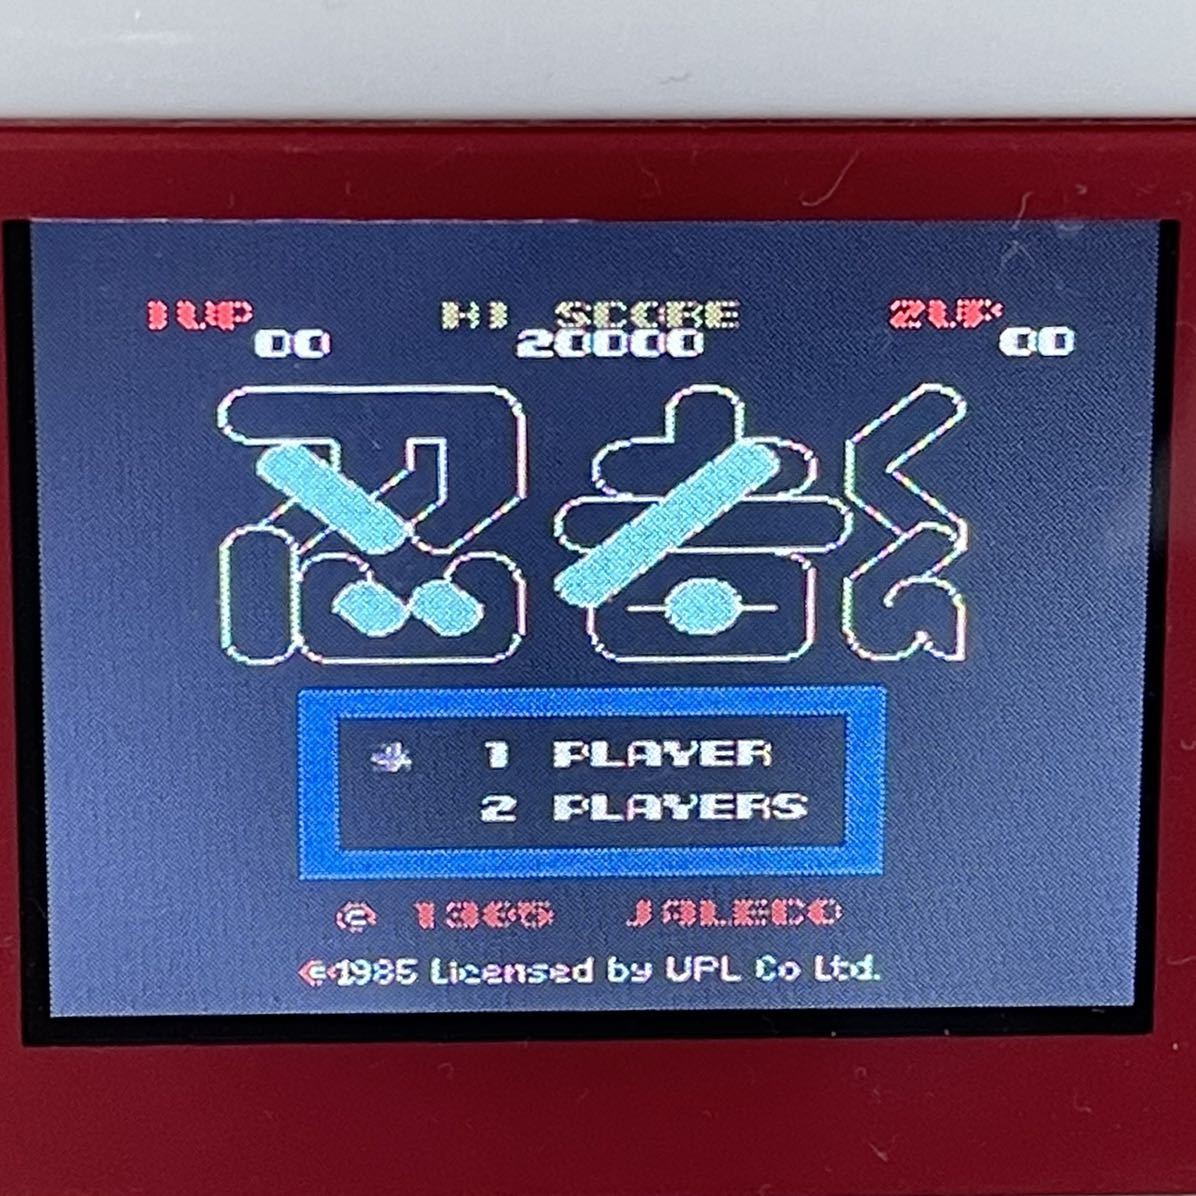 1UP HI SCORE 2UP
00 20000 00
忍者くん
1 PLAYER
2 PLAYERS
© 1985 JALECO
©1985 Licensed by UPL Co Ltd.